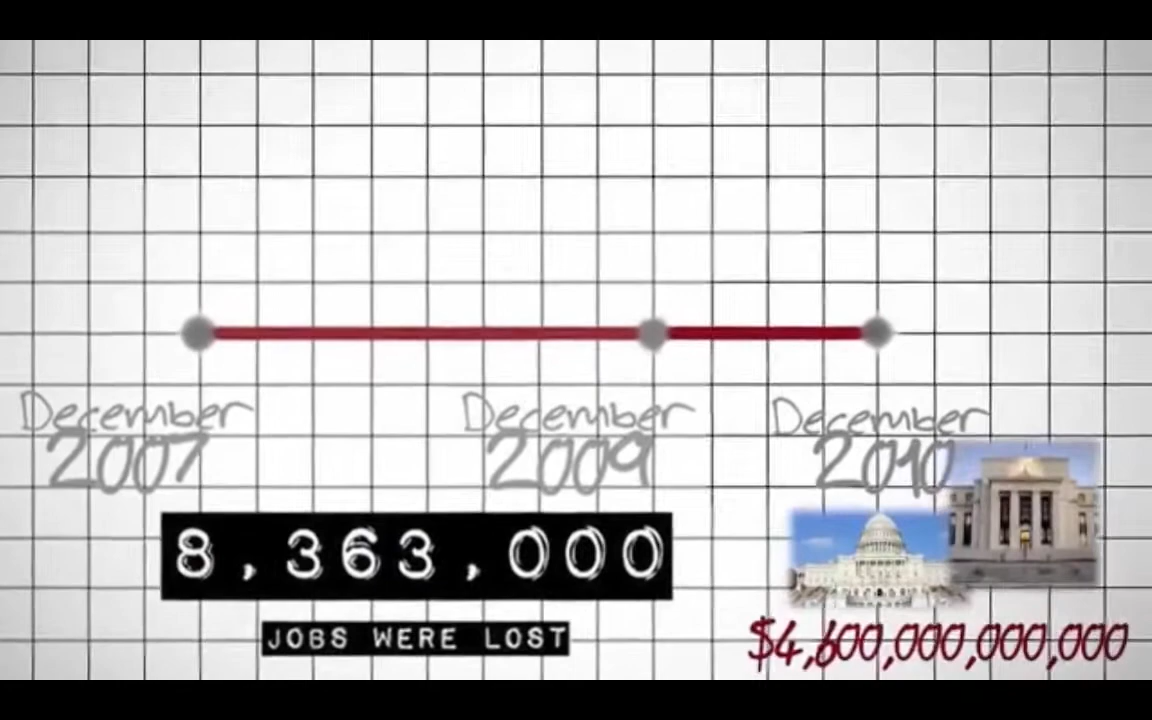 December
2007
December
2009
December
2010
8,363,000
JOBS WERE LOST
$4,600,000,000,000